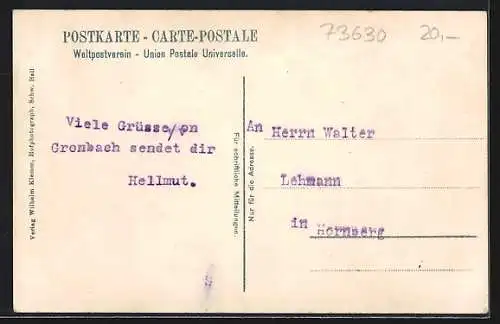 POSTKARTE - CARTE-POSTALE
Weltpostverein - Union Postale Universelle.
73630
20,—
Viele Grüsse von
Gronbach sendet dir
Hellmut.
An Herrn Walter
Lehmann
in Hornberg
Verlag Wilhelm Klemm, Hofphotograph, Schw. Hall
Für schriftliche Mitteilungen.
Nur für die Adresse.